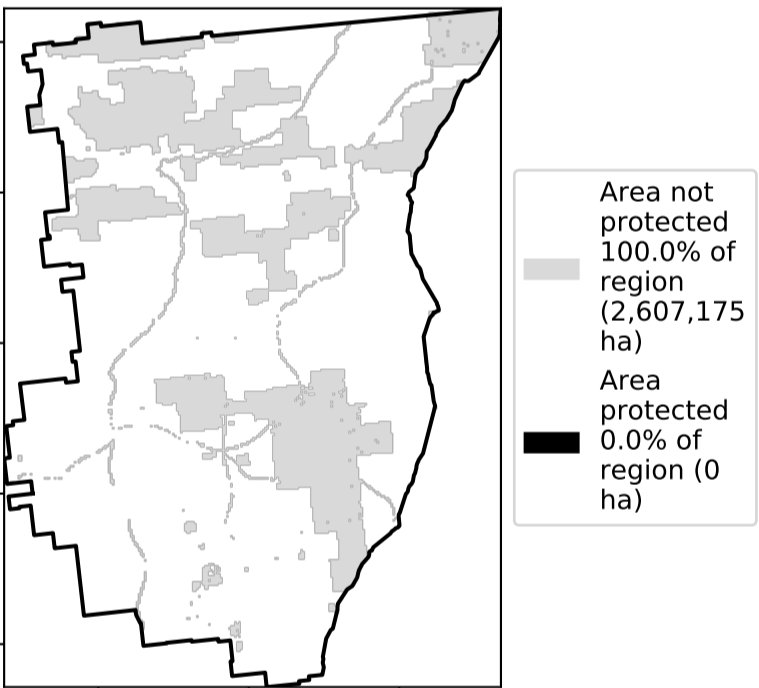 Area not
protected
100.0% of
region
(2,607,175
ha)
Area
protected
0.0% of
region (0
ha)